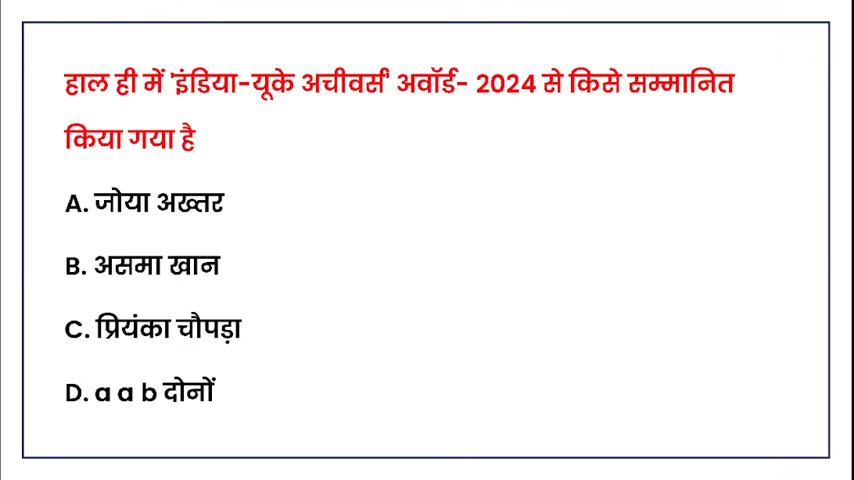 हाल ही में 'इंडिया-यूके अचीवर्स' अवॉर्ड- 2024 से किसे सम्मानित
किया गया है
A. जोया अख्तर
B. असमा खान
C. प्रियंका चौपड़ा
D. a a b दोनों